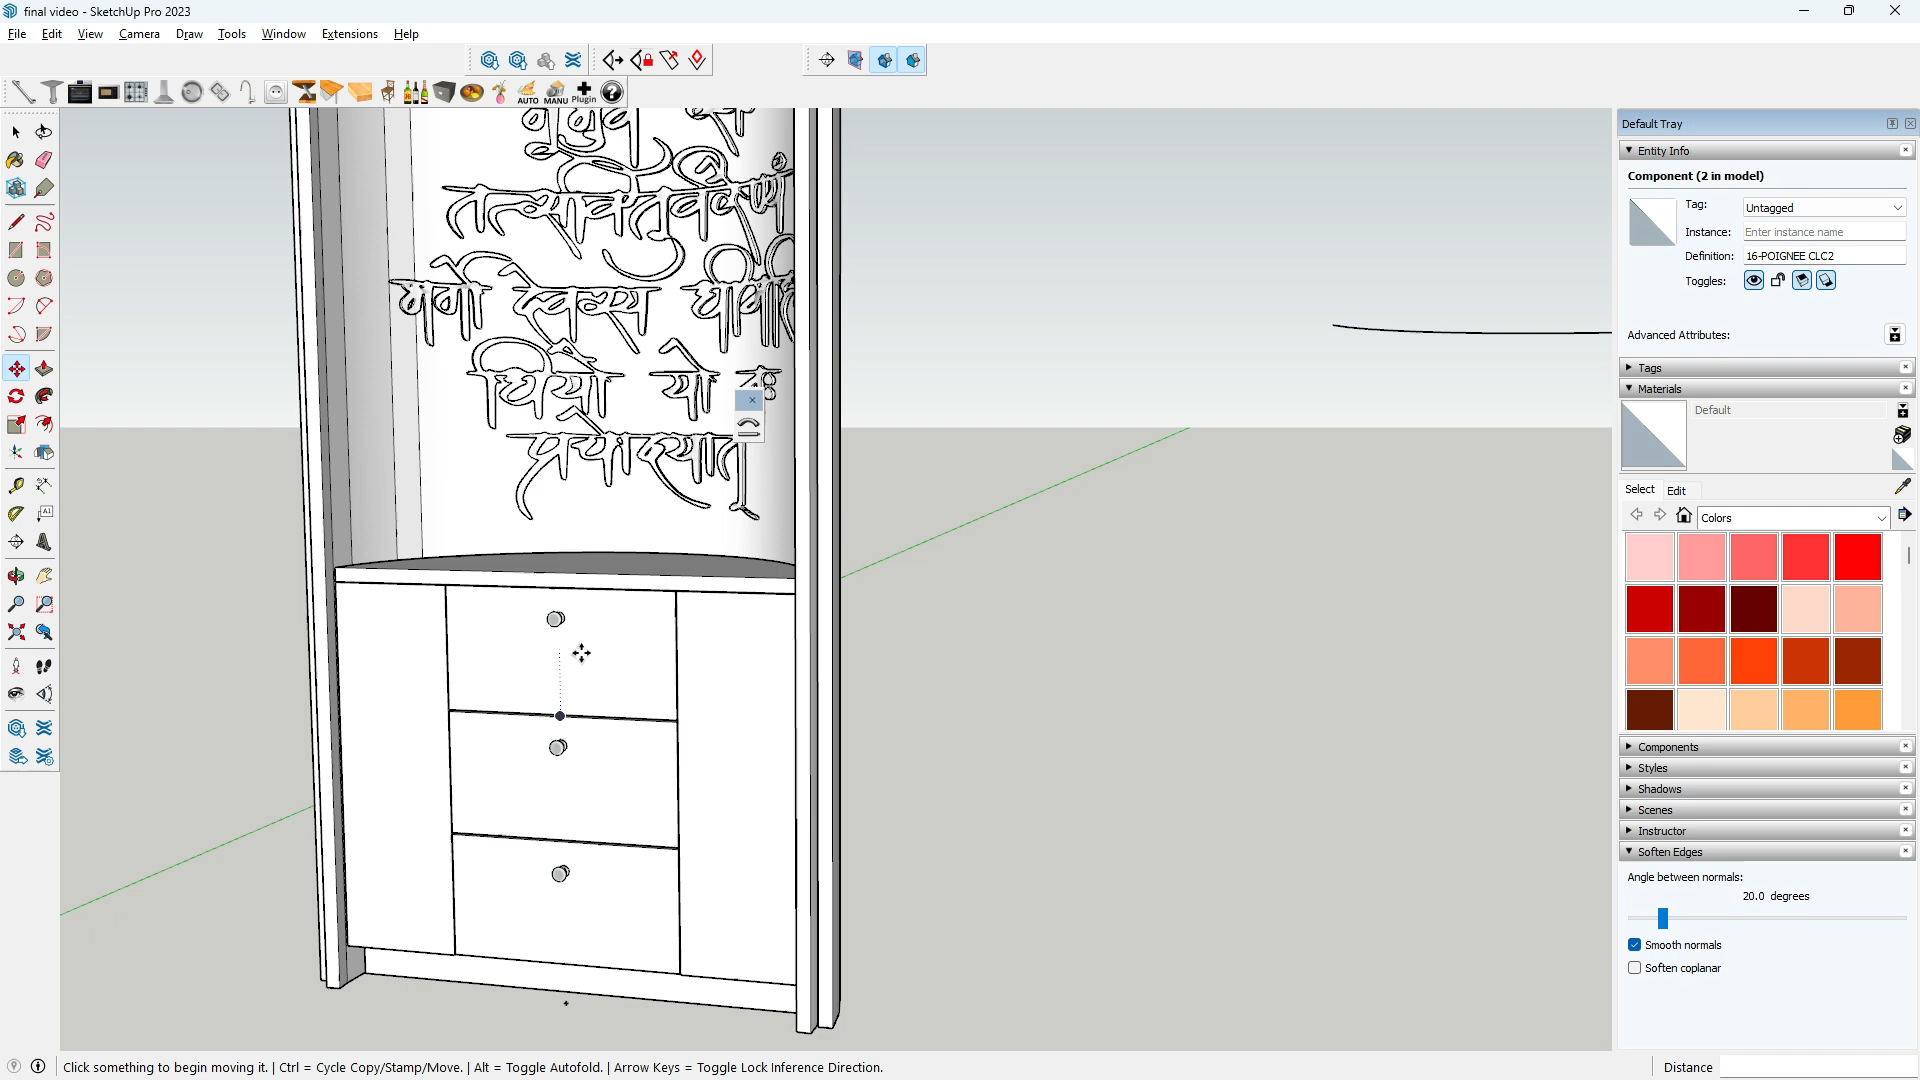 final video - SketchUp Pro 2023
File Edit View Camera Draw Tools Window Extensions Help
AUTO MANU Plugin
तत्सवितुर्वरेण्यं
भर्गो देवस्य धीमहि
धियो यो नः
प्रचोदयात्
Default Tray
Entity Info
Component (2 in model)
Tag: Untagged
Instance: Enter instance name
Definition: 16-POIGNEE CLC2
Toggles:
Advanced Attributes:
Tags
Materials
Default
Select Edit
Colors
Components
Styles
Shadows
Scenes
Instructor
Soften Edges
Angle between normals:
20.0 degrees
Smooth normals
Soften coplanar
Click something to begin moving it. | Ctrl = Cycle Copy/Stamp/Move. | Alt = Toggle Autofold. | Arrow Keys = Toggle Lock Inference Direction.
Distance